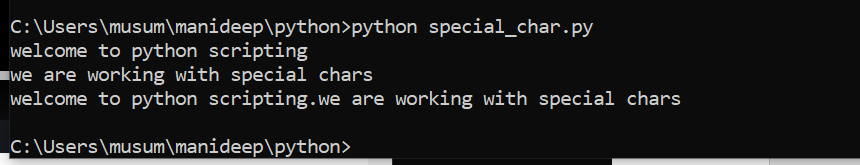 C:\Users\musum\manideep\python>python special_char.py
welcome to python scripting
we are working with special chars
welcome to python scripting.we are working with special chars
C:\Users\musum\manideep\python>